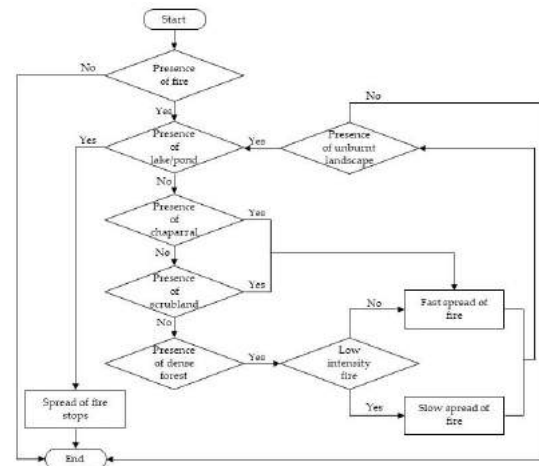 Start
No
Presence
of fire
No
Yes
Yes
Presence
of
lake/pond
Yes
Presence
of unburnt
landscape
No
Presence
of
chaparral
Yes
No
Presence
of
scrubland
Yes
No
Fast spread of
fire
No
Presence
of dense
forest
Yes
Low
intensity
fire
Spread of fire
stops
Yes
Slow spread of
fire
End